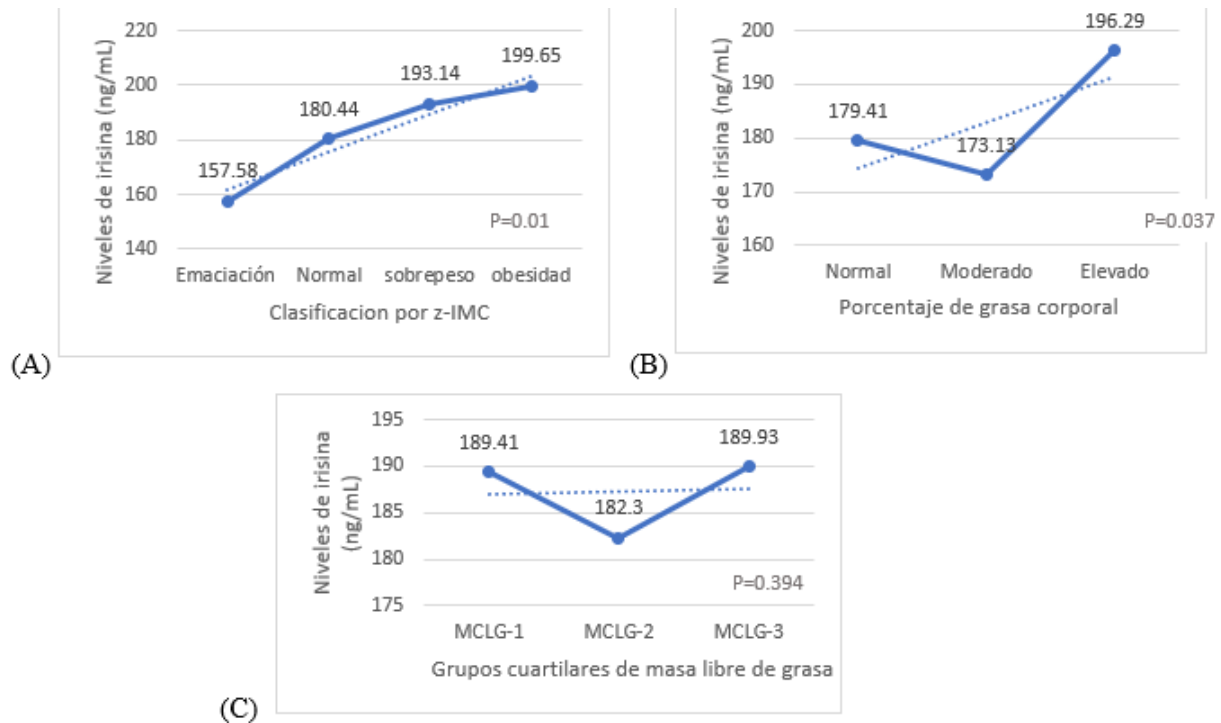 220
200
180
160
140
Niveles de irisina (ng/mL)
157.58
180.44
193.14
199.65
P=0.01
Emaciación Normal sobrepeso obesidad
Clasificacion por z-IMC
(A)
200
190
180
170
160
Niveles de irisina (ng/mL)
179.41
173.13
196.29
P=0.037
Normal Moderado Elevado
Porcentaje de grasa corporal
(B)
195
190
185
180
175
Niveles de irisina
(ng/mL)
189.41
182.3
189.93
P=0.394
MCLG-1 MCLG-2 MCLG-3
Grupos cuartilares de masa libre de grasa
(C)